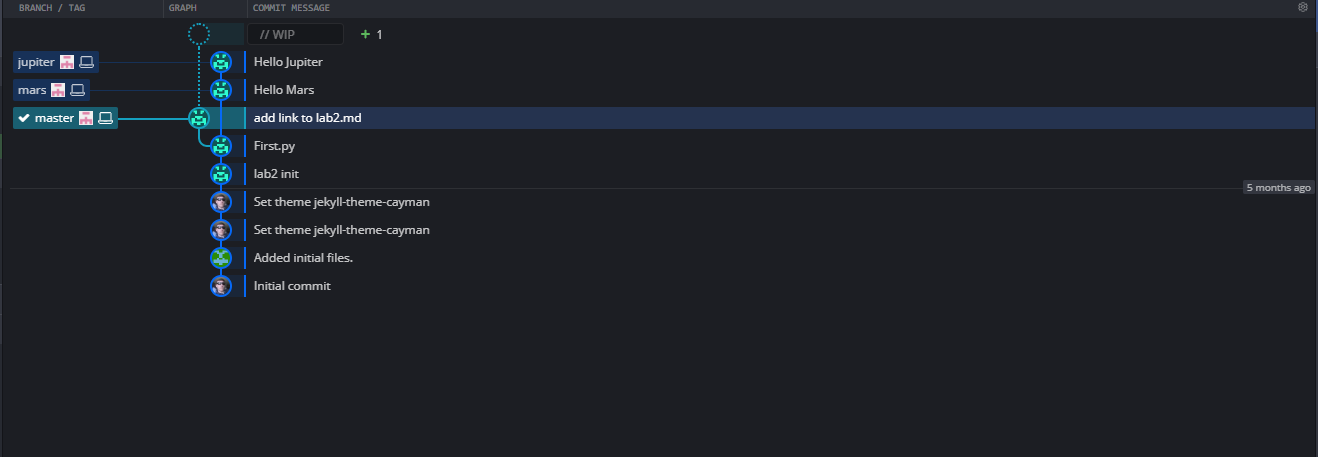 BRANCH / TAG GRAPH COMMIT MESSAGE
// WIP + 1
jupiter Hello Jupiter
mars Hello Mars
master add link to lab2.md
First.py
lab2 init
5 months ago
Set theme jekyll-theme-cayman
Set theme jekyll-theme-cayman
Added initial files.
Initial commit